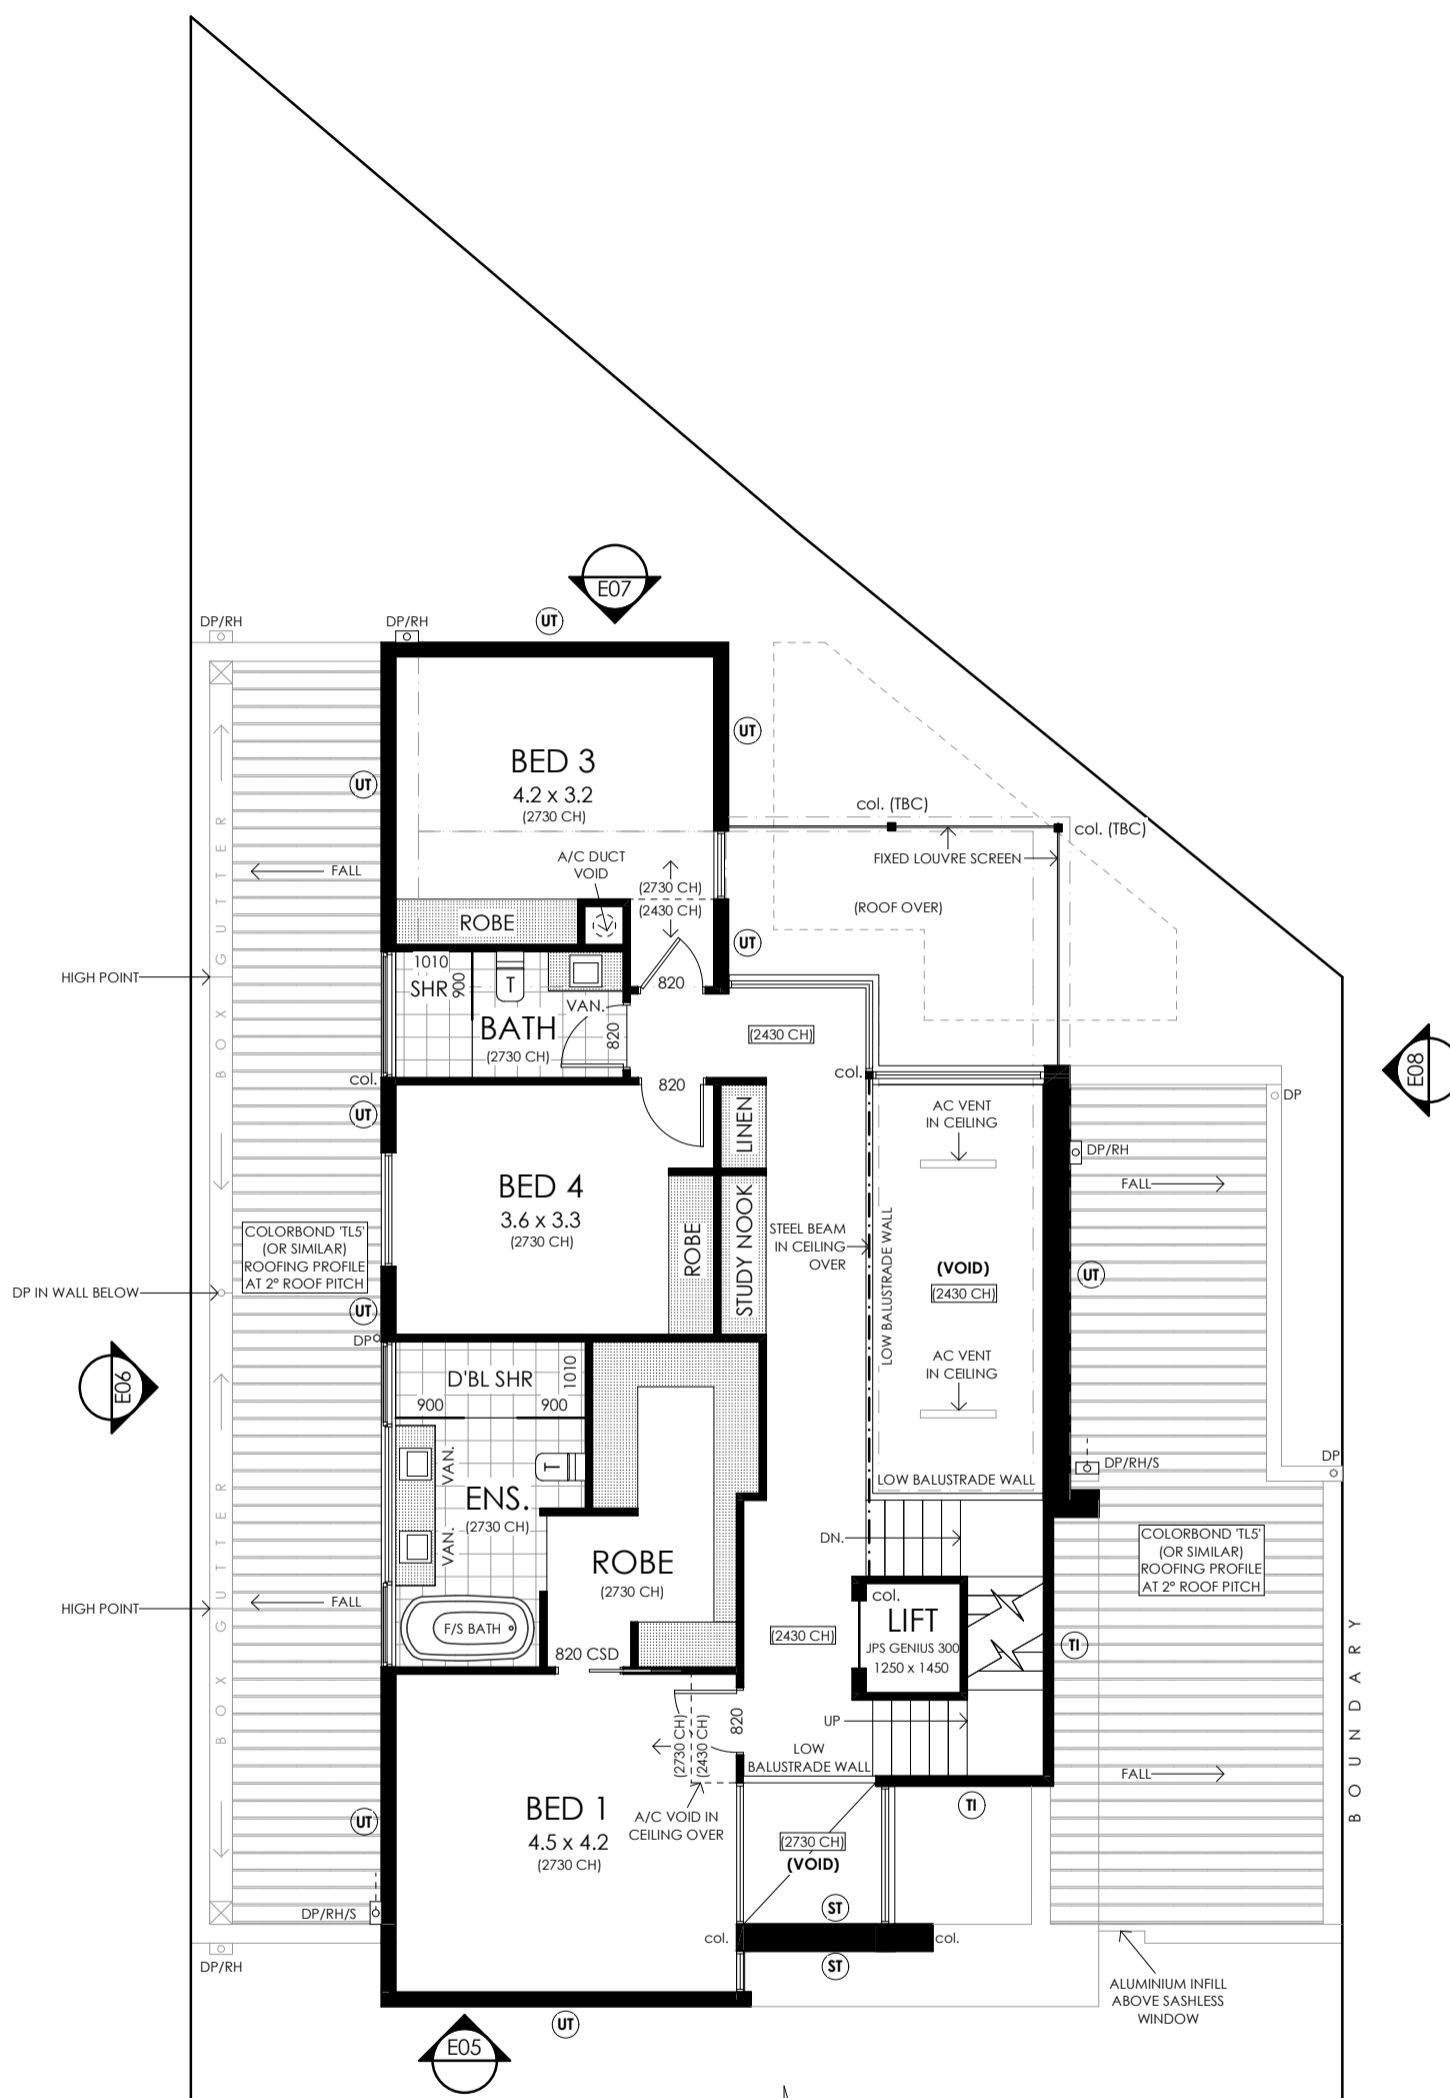 E07
DP/RH
DP/RH
UT
UT
BED 3
4.2 x 3.2
(2730 CH)
UT
col. (TBC)
col. (TBC)
FIXED LOUVRE SCREEN
A/C DUCT
VOID
FALL
(2730 CH)
(2430 CH)
(ROOF OVER)
ROBE
UT
BOX GUTTER
HIGH POINT
1010
SHR
900
T
VAN.
820
BATH
(2730 CH)
820
(2430 CH)
E08
col.
UT
820
col.
DP
AC VENT
IN CEILING
LINEN
DP/RH
FALL
BED 4
3.6 x 3.3
(2730 CH)
ROBE
STUDY NOOK
STEEL BEAM
IN CEILING
OVER
LOW BALUSTRADE WALL
(VOID)
(2430 CH)
UT
COLORBOND 'TL5'
(OR SIMILAR)
ROOFING PROFILE
AT 2° ROOF PITCH
DP IN WALL BELOW
UT
DP
E06
D'BL SHR
1010
900
900
AC VENT
IN CEILING
DP
DP/RH/S
LOW BALUSTRADE WALL
VAN.
T
ENS.
(2730 CH)
VAN.
DN.
COLORBOND 'TL5'
(OR SIMILAR)
ROOFING PROFILE
AT 2° ROOF PITCH
ROBE
(2730 CH)
BOX GUTTER
HIGH POINT
FALL
F/S BATH
820 CSD
(2430 CH)
col.
LIFT
JPS GENIUS 300
1250 x 1450
TI
BOUNDARY
(2730 CH)
(2430 CH)
820
UP
LOW
BALUSTRADE WALL
FALL
BED 1
4.5 x 4.2
(2730 CH)
A/C VOID IN
CEILING OVER
TI
UT
(2730 CH)
(VOID)
DP/RH/S
ST
col.
col.
ST
DP/RH
ALUMINIUM INFILL
ABOVE SASHLESS
WINDOW
UT
E05